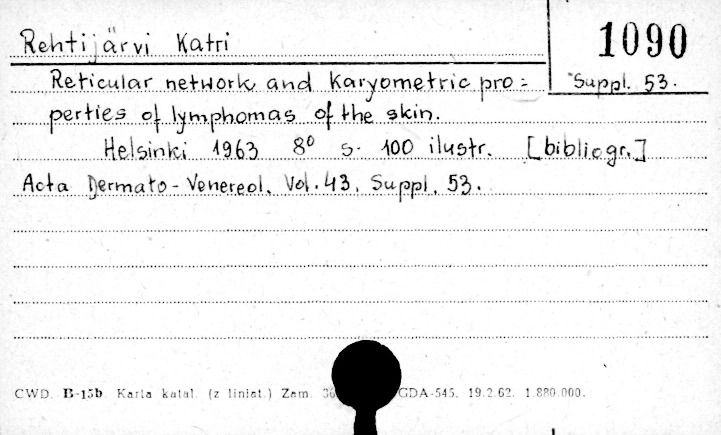 Rehtijärvi Katri
1090
Suppl. 53.
Reticular network and Karyometric pro=
perties of lymphomas of the skin.
Helsinki 1963 8° s. 100 ilustr. [bibliogr.]
Acta Dermato-Venereol. Vol. 43, Suppl. 53.
CWD. B-15b Karta katal. (z liniat.) Zam. GDA-545. 19.2.62. 1.880.000.